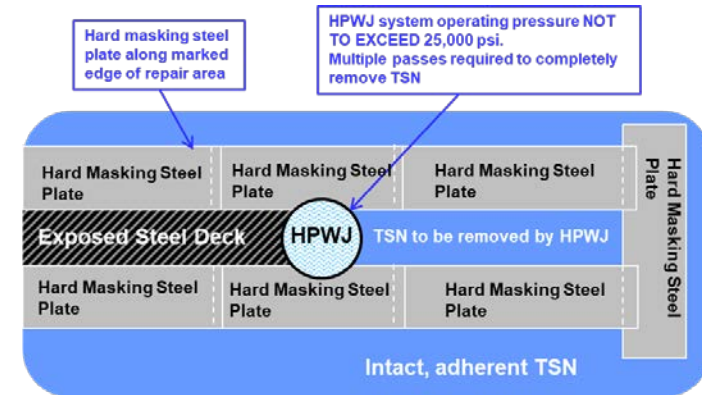 Hard masking steel
plate along marked
edge of repair area
HPWJ system operating pressure NOT
TO EXCEED 25,000 psi.
Multiple passes required to completely
remove TSN
Hard Masking Steel
Plate
Hard Masking Steel
Plate
Hard Masking Steel
Plate
Hard Masking Steel
Plate
Exposed Steel Deck
HPWJ
TSN to be removed by HPWJ
Hard Masking Steel
Plate
Hard Masking Steel
Plate
Hard Masking Steel
Plate
Intact, adherent TSN